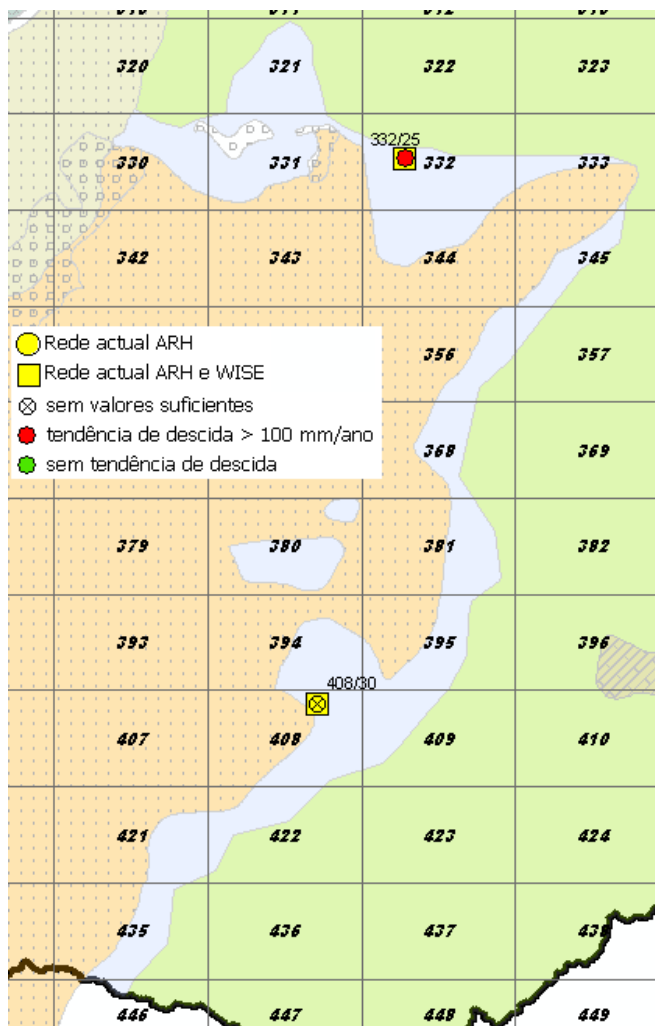 320 321 322 323
332/25
330 331 332 333
342 343 344 345
Rede actual ARH
356 357
Rede actual ARH e WISE
sem valores suficientes
tendência de descida > 100 mm/ano
368 369
sem tendência de descida
379 380 381 382
393 394 395 396
408/30
407 408 409 410
421 422 423 424
435 436 437 438
446 447 448 449